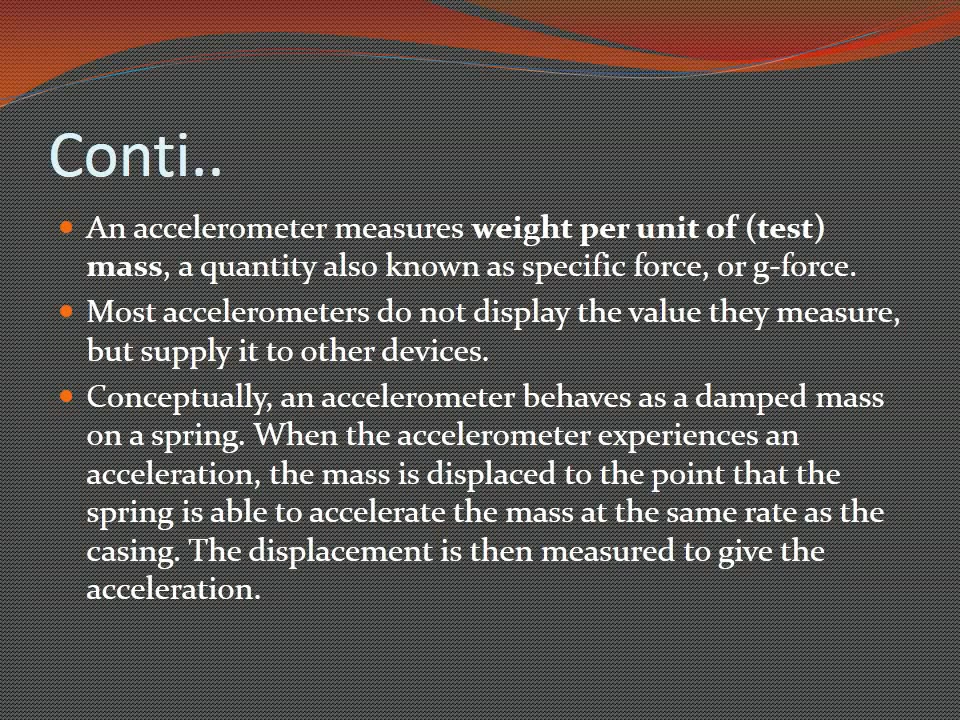 Conti..
• An accelerometer measures weight per unit of (test)
mass, a quantity also known as specific force, or g-force.
• Most accelerometers do not display the value they measure,
but supply it to other devices.
• Conceptually, an accelerometer behaves as a damped mass
on a spring. When the accelerometer experiences an
acceleration, the mass is displaced to the point that the
spring is able to accelerate the mass at the same rate as the
casing. The displacement is then measured to give the
acceleration.